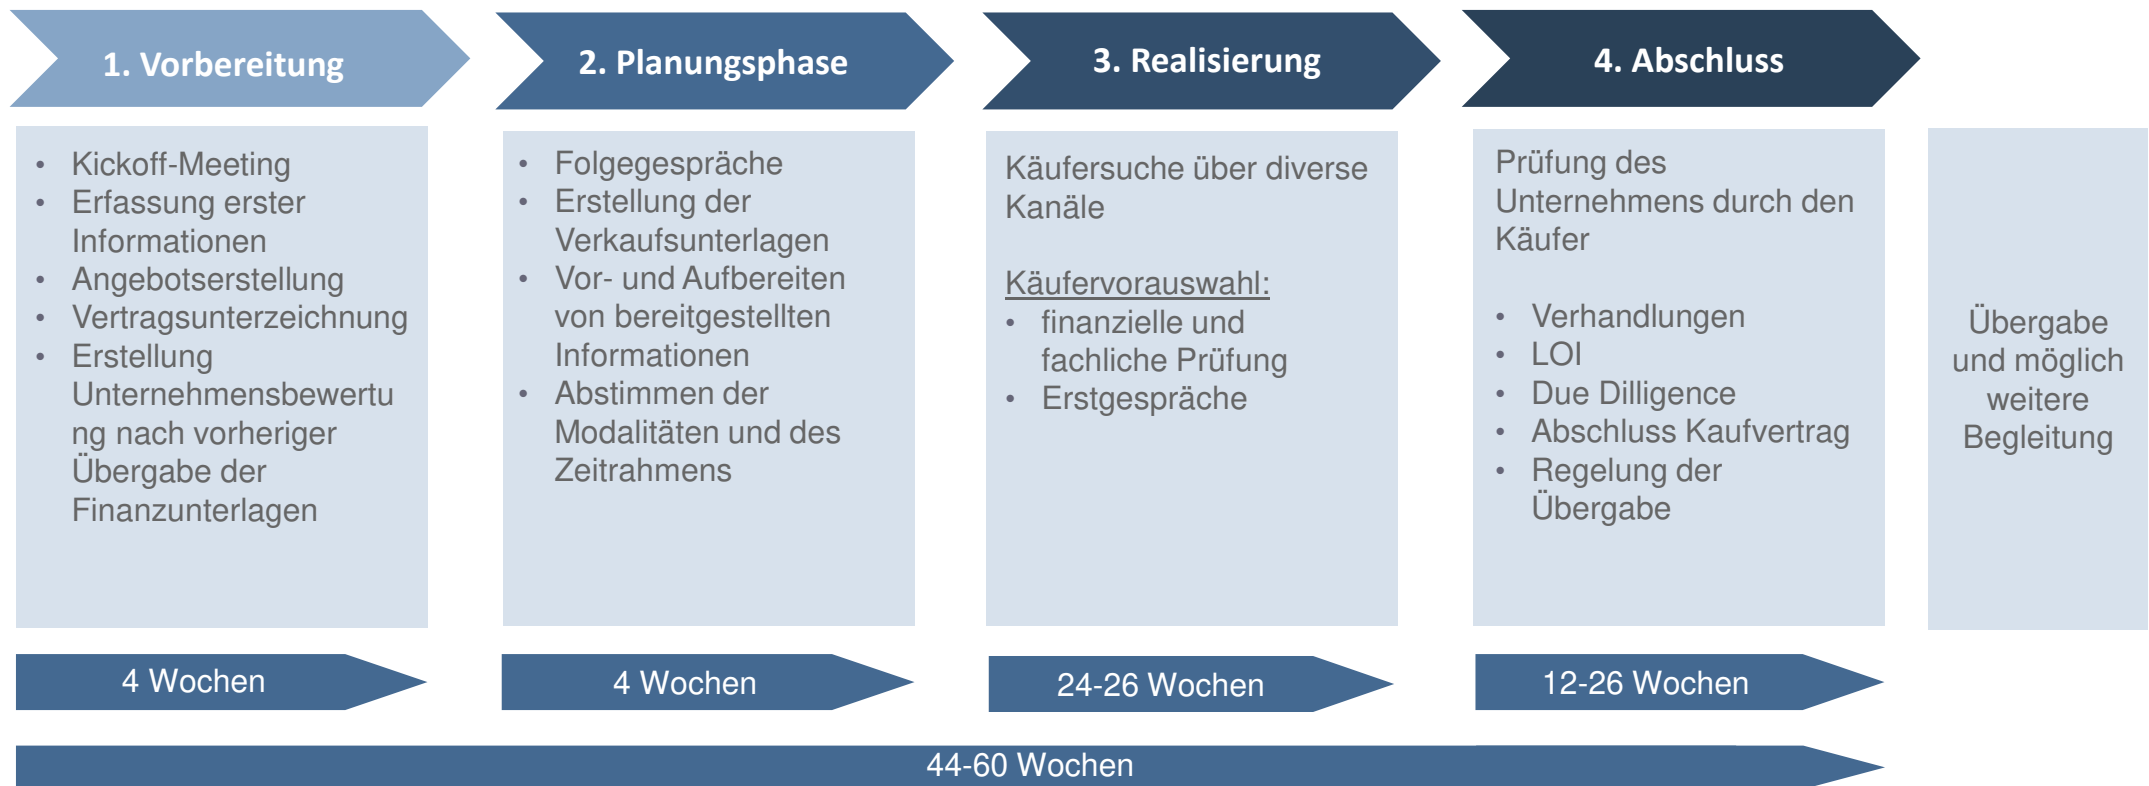 1. Vorbereitung
• Kickoff-Meeting
• Erfassung erster
Informationen
• Angebotserstellung
• Vertragsunterzeichnung
• Erstellung
Unternehmensbewertu
ng nach vorheriger
Übergabe der
Finanzunterlagen
4 Wochen
2. Planungsphase
• Folgegespräche
• Erstellung der
Verkaufsunterlagen
• Vor- und Aufbereiten
von bereitgestellten
Informationen
• Abstimmen der
Modalitäten und des
Zeitrahmens
4 Wochen
3. Realisierung
Käufersuche über diverse
Kanäle
Käufervorauswahl:
• finanzielle und
fachliche Prüfung
• Erstgespräche
24-26 Wochen
4. Abschluss
Prüfung des
Unternehmens durch den
Käufer
• Verhandlungen
• LOI
• Due Dilligence
• Abschluss Kaufvertrag
• Regelung der
Übergabe
12-26 Wochen
Übergabe
und möglich
weitere
Begleitung
44-60 Wochen